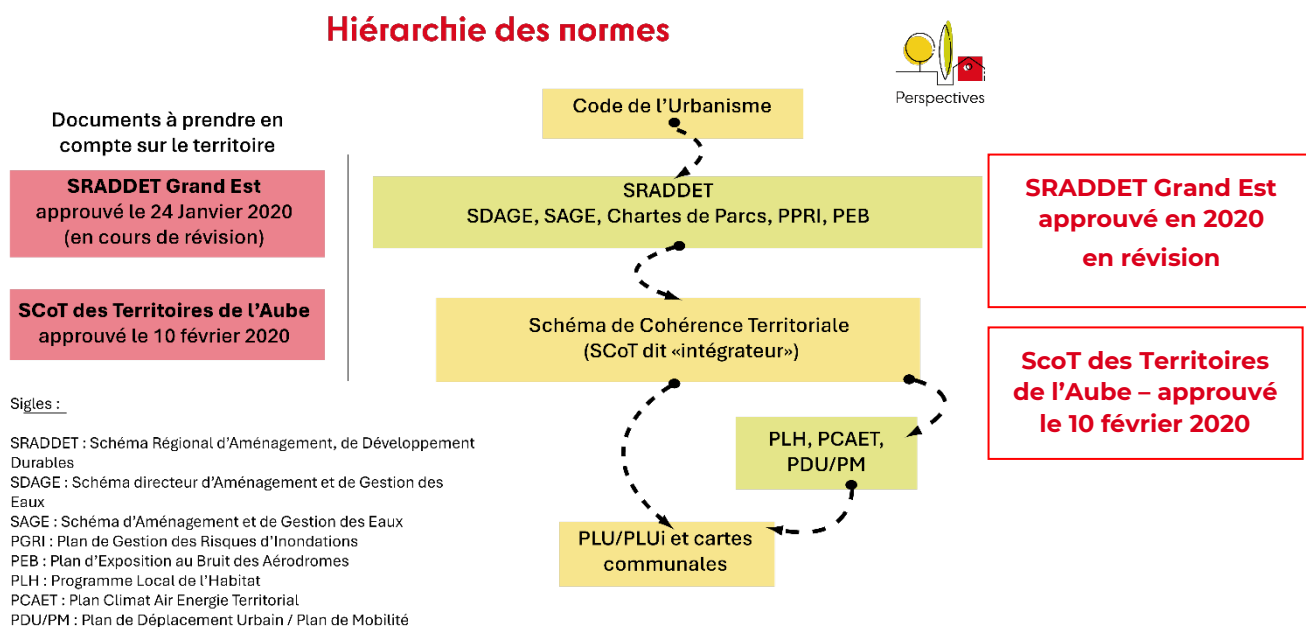 Hiérarchie des normes
Perspectives
Documents à prendre en
compte sur le territoire
SRADDET Grand Est
approuvé le 24 Janvier 2020
(en cours de révision)
SCoT des Territoires de l'Aube
approuvé le 10 février 2020
Sigles :
SRADDET : Schéma Régional d'Aménagement, de Développement
Durables
SDAGE : Schéma directeur d'Aménagement et de Gestion des
Eaux
SAGE : Schéma d'Aménagement et de Gestion des Eaux
PGRI : Plan de Gestion des Risques d'Inondations
PEB : Plan d'Exposition au Bruit des Aérodromes
PLH : Programme Local de l'Habitat
PCAET : Plan Climat Air Energie Territorial
PDU/PM : Plan de Déplacement Urbain / Plan de Mobilité
Code de l'Urbanisme
SRADDET
SDAGE, SAGE, Chartes de Parcs, PPRI, PEB
Schéma de Cohérence Territoriale
(SCoT dit «intégrateur»)
PLH, PCAET,
PDU/PM
PLU/PLUi et cartes
communales
SRADDET Grand Est
approuvé en 2020
en révision
ScoT des Territoires
de l'Aube – approuvé
le 10 février 2020